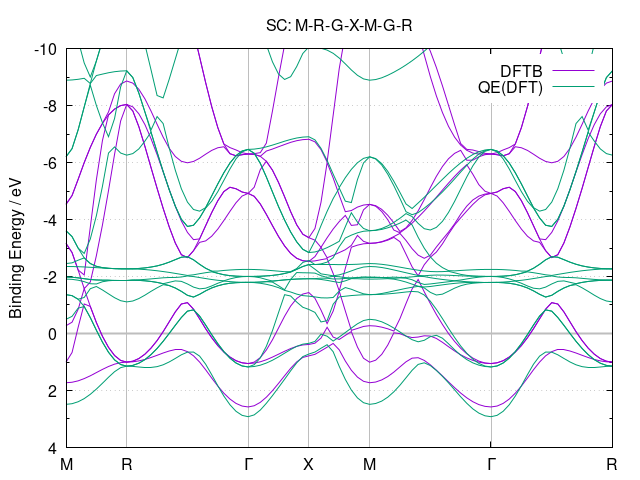 SC: M-R-G-X-M-G-R
-10
DFTB
QE(DFT)
-8
-6
-4
-2
0
2
4
Binding Energy / eV
M R Γ X M Γ R